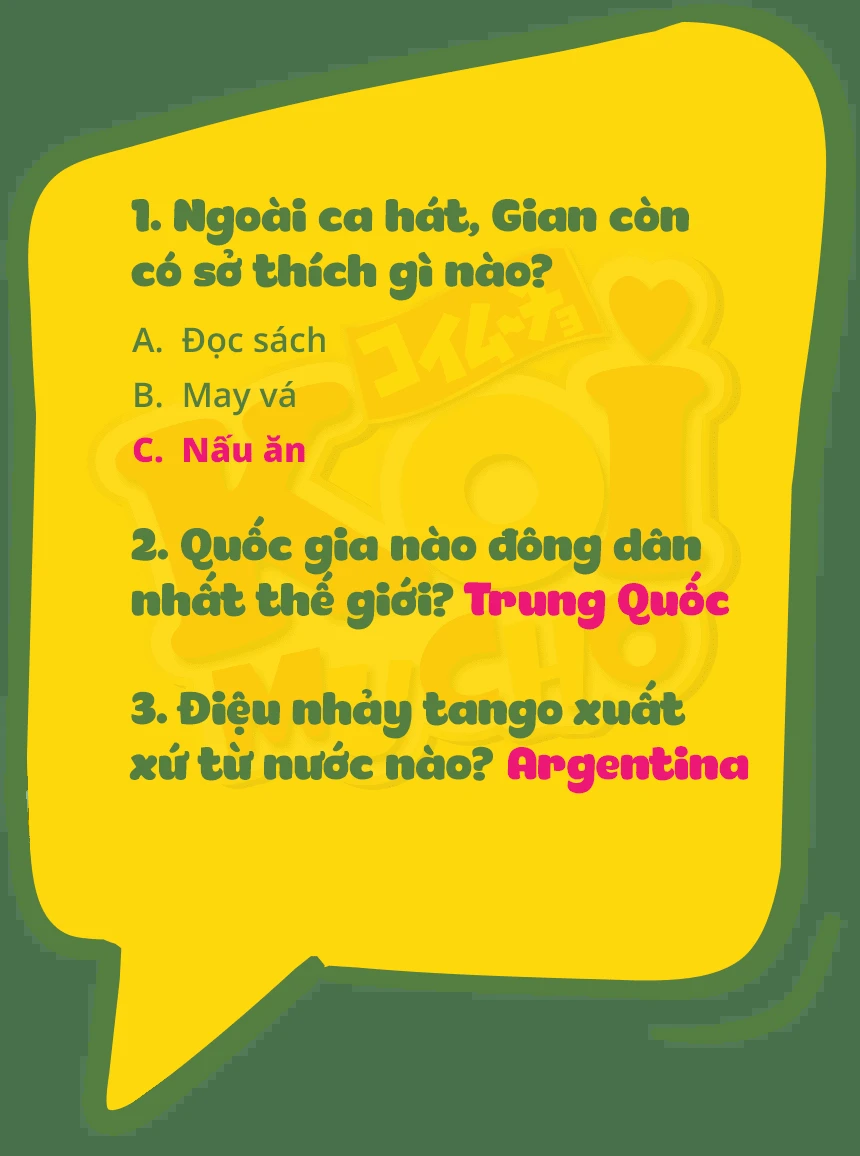 1. Ngoài ca hát, Gian còn
có sở thích gì nào?
A. Đọc sách
B. May vá
C. Nấu ăn
2. Quốc gia nào đông dân
nhất thế giới? Trung Quốc
3. Điệu nhảy tango xuất
xứ từ nước nào? Argentina
コイムーチョ
KOI
MUCHO